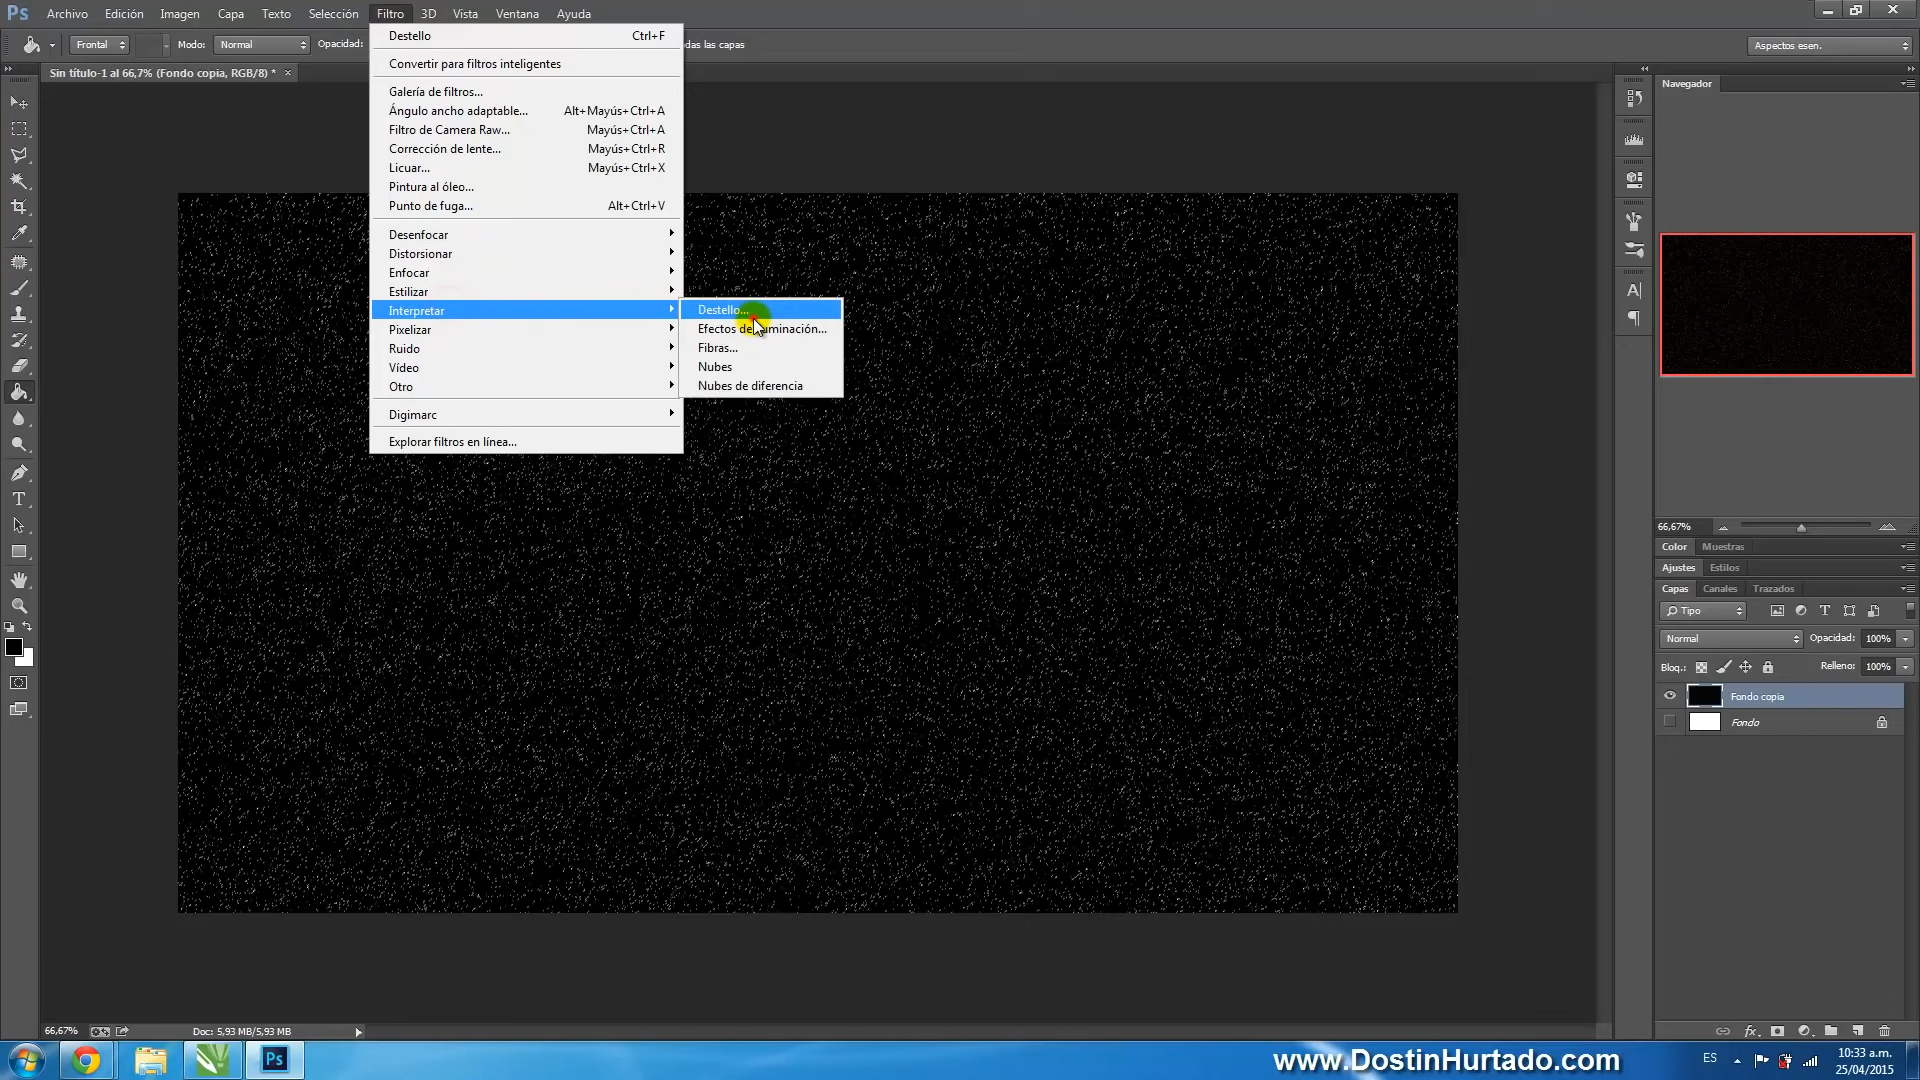 Ps Archivo Edición Imagen Capa Texto Selección Filtro 3D Vista Ventana Ayuda
Frontal Modo: Normal Opacidad: das las capas Aspectos esen.
Sin título-1 al 66,7% (Fondo copia, RGB/8) * ×
Destello Ctrl+F
Convertir para filtros inteligentes
Galería de filtros...
Ángulo ancho adaptable... Alt+Mayús+Ctrl+A
Filtro de Camera Raw... Mayús+Ctrl+A
Corrección de lente... Mayús+Ctrl+R
Licuar... Mayús+Ctrl+X
Pintura al óleo...
Punto de fuga... Alt+Ctrl+V
Desenfocar
Distorsionar
Enfocar
Estilizar
Interpretar
Pixelizar
Ruido
Vídeo
Otro
Digimarc
Explorar filtros en línea...
Destello...
Efectos de iluminación...
Fibras...
Nubes
Nubes de diferencia
Navegador
66,67%
Color Muestras
Ajustes Estilos
Capas Canales Trazados
Tipo
Normal Opacidad: 100%
Bloq.: Relleno: 100%
Fondo copia
Fondo
66,67% Doc: 5,93 MB/5,93 MB
Ps
www.DostinHurtado.com
ES
10:33 a.m.
25/04/2015